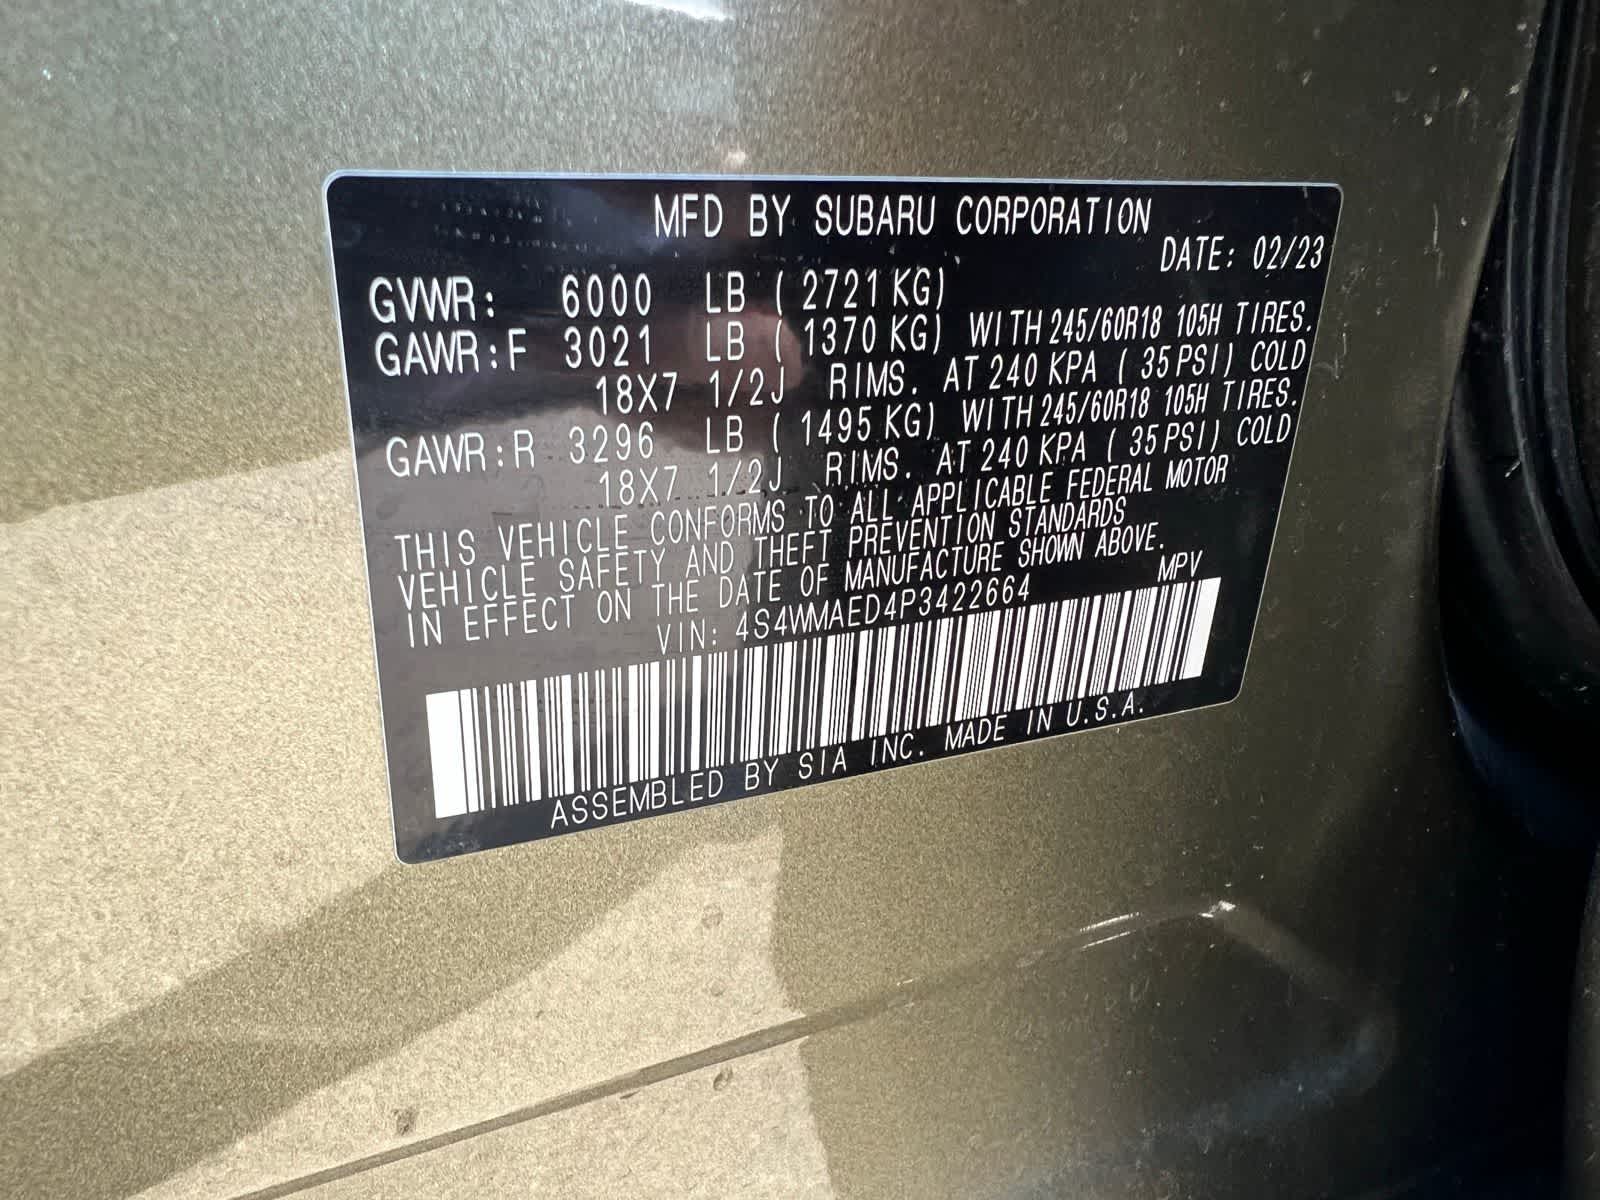 MFD BY SUBARU CORPORATION
DATE: 02/23
GVWR: 6000 LB ( 2721 KG)
GAWR:F 3021 LB ( 1370 KG) WITH 245/60R18 105H TIRES.
18X7 1/2J RIMS. AT 240 KPA ( 35 PSI) COLD
GAWR:R 3296 LB ( 1495 KG) WITH 245/60R18 105H TIRES.
18X7 1/2J RIMS. AT 240 KPA ( 35 PSI) COLD
THIS VEHICLE CONFORMS TO ALL APPLICABLE FEDERAL MOTOR
VEHICLE SAFETY AND THEFT PREVENTION STANDARDS
IN EFFECT ON THE DATE OF MANUFACTURE SHOWN ABOVE.
VIN: 4S4WMAED4P3422664 MPV
ASSEMBLED BY SIA INC. MADE IN U.S.A.